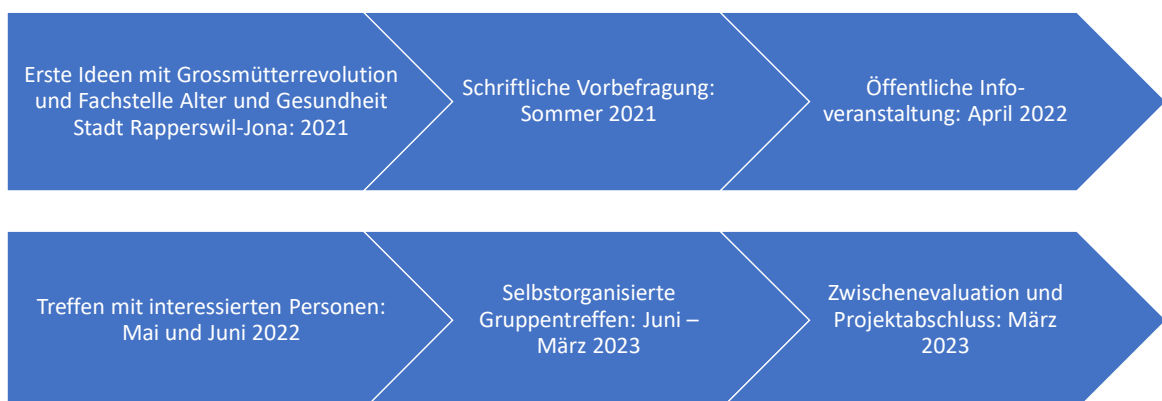 Erste Ideen mit Grossmütterrevolution
und Fachstelle Alter und Gesundheit
Stadt Rapperswil-Jona: 2021
Schriftliche Vorbefragung:
Sommer 2021
Öffentliche Info-
veranstaltung: April 2022
Treffen mit interessierten Personen:
Mai und Juni 2022
Selbstorganisierte
Gruppentreffen: Juni –
März 2023
Zwischenevaluation und
Projektabschluss: März
2023